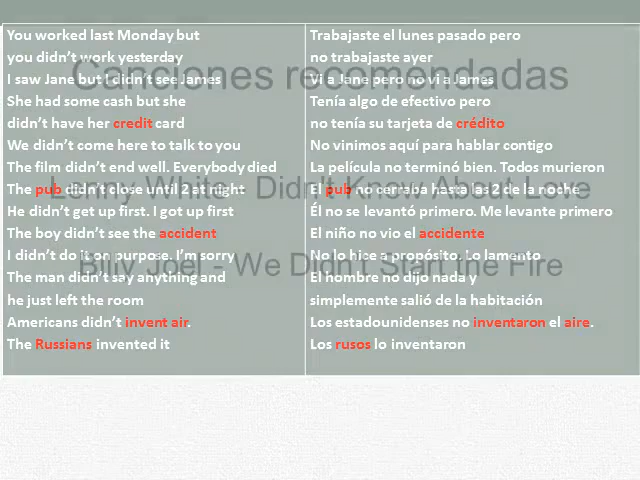 Canciones recomendadas
Lenny White - Didn't Know About Love
Billy Joel - We Didn't Start the Fire
You worked last Monday but
you didn't work yesterday
I saw Jane but I didn't see James
She had some cash but she
didn't have her credit card
We didn't come here to talk to you
The film didn't end well. Everybody died
The pub didn't close until 2 at night
He didn't get up first. I got up first
The boy didn't see the accident
I didn't do it on purpose. I'm sorry
The man didn't say anything and
he just left the room
Americans didn't invent air.
The Russians invented it
Trabajaste el lunes pasado pero
no trabajaste ayer
Vi a Jane pero no vi a James
Tenía algo de efectivo pero
no tenía su tarjeta de crédito
No vinimos aquí para hablar contigo
La película no terminó bien. Todos murieron
El pub no cerraba hasta las 2 de la noche
Él no se levantó primero. Me levante primero
El niño no vio el accidente
No lo hice a propósito. Lo lamento
El hombre no dijo nada y
simplemente salió de la habitación
Los estadounidenses no inventaron el aire.
Los rusos lo inventaron